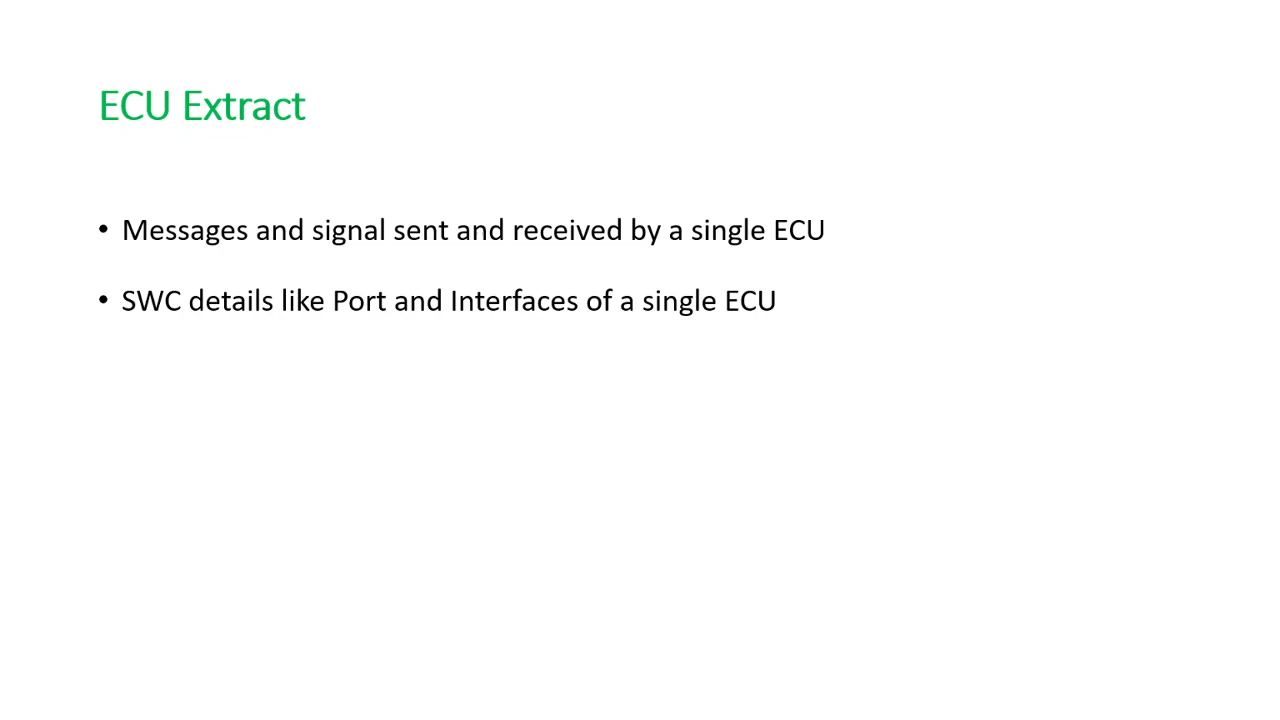 ECU Extract
• Messages and signal sent and received by a single ECU
• SWC details like Port and Interfaces of a single ECU